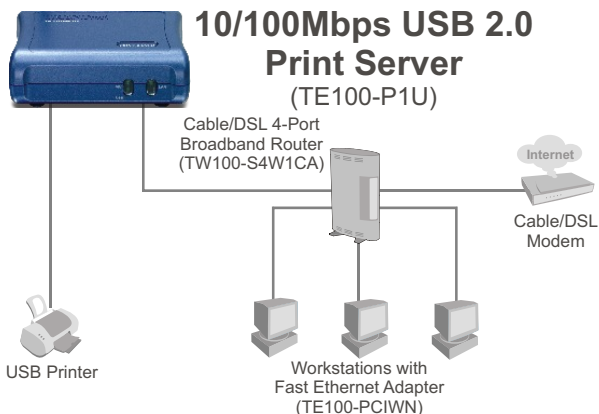 10/100Mbps USB 2.0
Print Server
(TE100-P1U)
Cable/DSL 4-Port
Broadband Router
(TW100-S4W1CA)
Internet
Cable/DSL
Modem
USB Printer
Workstations with
Fast Ethernet Adapter
(TE100-PCIWN)